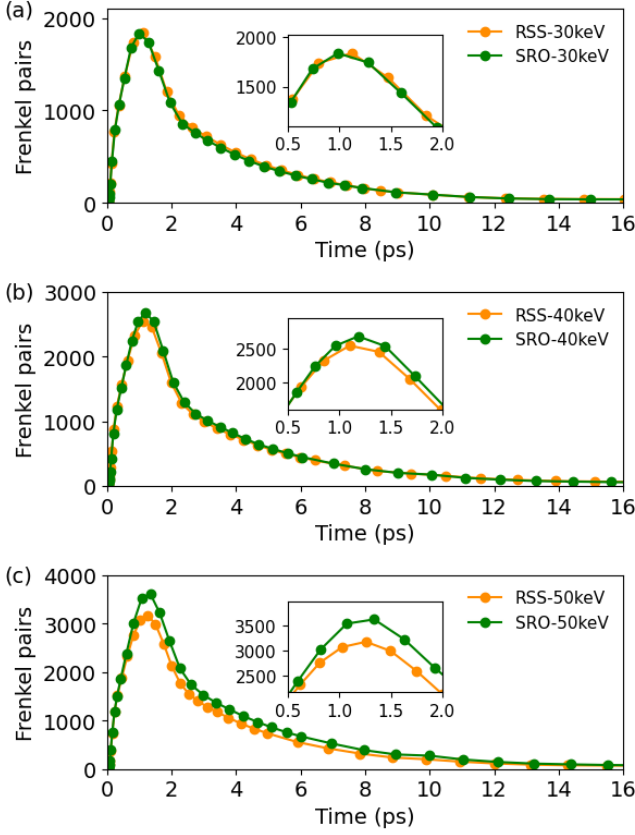 (a)
Frenkel pairs
2000
1000
0
RSS-30keV
SRO-30keV
2000
1500
0.5 1.0 1.5 2.0
0 2 4 6 8 10 12 14 16
Time (ps)
(b)
Frenkel pairs
3000
2000
1000
0
RSS-40keV
SRO-40keV
2500
2000
0.5 1.0 1.5 2.0
0 2 4 6 8 10 12 14 16
Time (ps)
(c)
Frenkel pairs
4000
3000
2000
1000
0
RSS-50keV
SRO-50keV
3500
3000
2500
0.5 1.0 1.5 2.0
0 2 4 6 8 10 12 14 16
Time (ps)